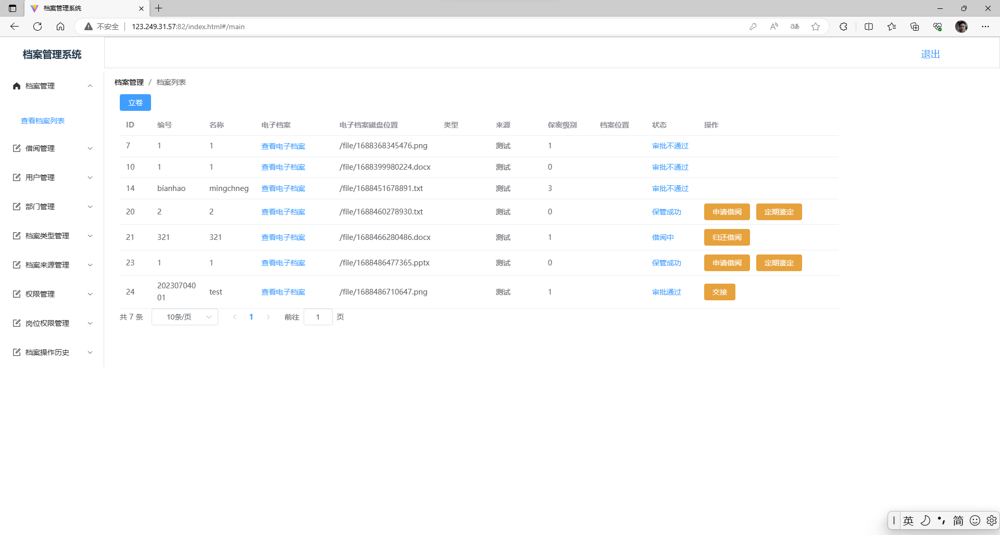 档案管理系统
不安全 123.249.31.57:82/index.html#/main
档案管理系统
退出
档案管理
查看档案列表
借阅管理
用户管理
部门管理
档案类型管理
档案来源管理
权限管理
岗位权限管理
档案操作历史
档案管理 / 档案列表
立卷
ID 编号 名称 电子档案 电子档案磁盘位置 类型 来源 保密级别 档案位置 状态 操作
7 1 1 查看电子档案 /file/1688368345476.png 测试 1 审批不通过
10 1 1 查看电子档案 /file/1688399980224.docx 测试 0 审批不通过
14 bianhao mingchneg 查看电子档案 /file/1688451678891.txt 测试 3 审批不通过
20 2 2 查看电子档案 /file/1688460278930.txt 测试 0 保管成功 申请借阅 定期鉴定
21 321 321 查看电子档案 /file/1688466280486.docx 测试 1 借阅中 归还借阅
23 1 1 查看电子档案 /file/1688486477365.pptx 测试 0 保管成功 申请借阅 定期鉴定
24 202307040
01 test 查看电子档案 /file/1688486710647.png 测试 1 审批通过 交接
共 7 条 10条/页 1 前往 1 页
英 简